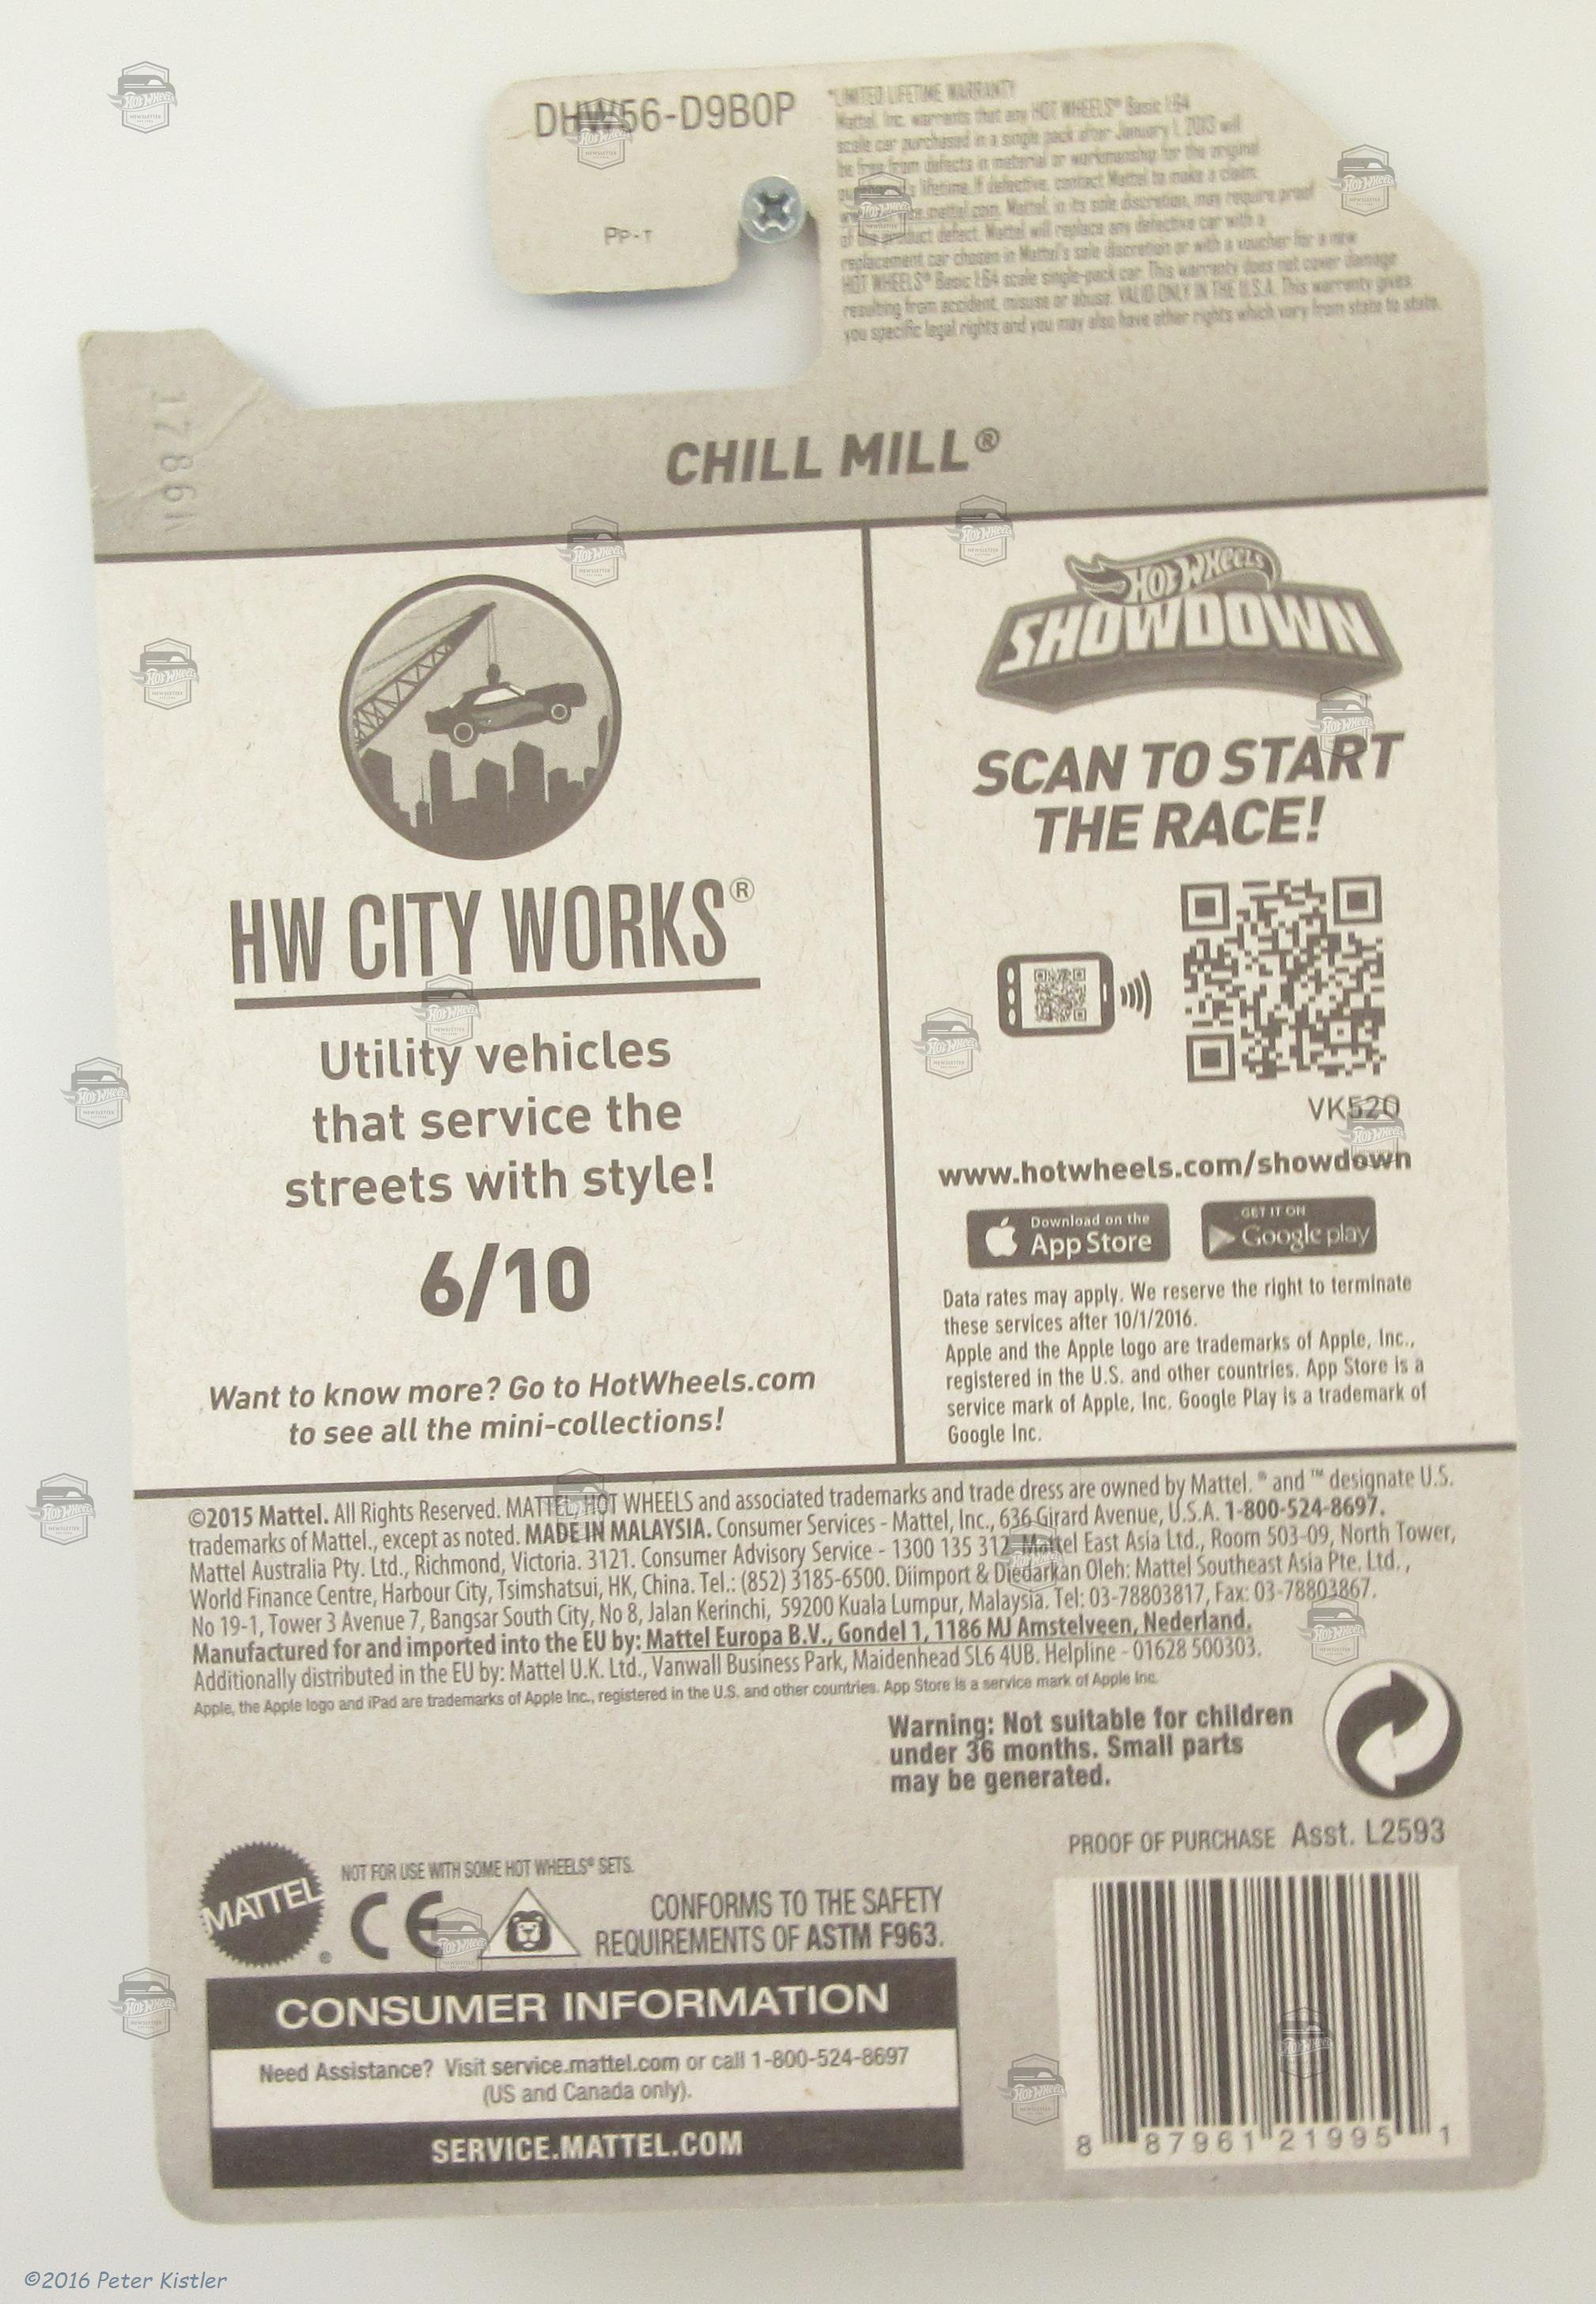 DHW56-D9B0P
Pp-T
*LIMITED LIFETIME WARRANTY
Mattel, Inc. warrants that any HOT WHEELS® Basic 1:64
scale car purchased in a single pack after January 1, 2013 will
be free from defects in material or workmanship for the original
lifetime. If defective, contact Mattel to make a claim:
Mattel, in its sole discretion, may require proof
of the product defect. Mattel will replace any defective car with a
replacement car chosen in Mattel's sole discretion or with a voucher for a new
HOT WHEELS® Basic 1:64 scale single-pack car. This warranty does not cover damage
resulting from accident, misuse or abuse. VALID ONLY IN THE U.S.A. This warranty gives
you specific legal rights and you may also have other rights which vary from state to state.
CHILL MILL®
HW CITY WORKS®
Utility vehicles
that service the
streets with style!
6/10
Want to know more? Go to HotWheels.com
to see all the mini-collections!
HOT WHEELS
SHOWDOWN
SCAN TO START
THE RACE!
VK520
www.hotwheels.com/showdown
Download on the
App Store
GET IT ON
Google play
Data rates may apply. We reserve the right to terminate
these services after 10/1/2016.
Apple and the Apple logo are trademarks of Apple, Inc.,
registered in the U.S. and other countries. App Store is a
service mark of Apple, Inc. Google Play is a trademark of
Google Inc.
©2015 Mattel. All Rights Reserved. MATTEL, HOT WHEELS and associated trademarks and trade dress are owned by Mattel. ® and ™ designate U.S.
trademarks of Mattel., except as noted. MADE IN MALAYSIA. Consumer Services - Mattel, Inc., 636 Girard Avenue, U.S.A. 1-800-524-8697.
Mattel Australia Pty. Ltd., Richmond, Victoria. 3121. Consumer Advisory Service - 1300 135 312. Mattel East Asia Ltd., Room 503-09, North Tower,
World Finance Centre, Harbour City, Tsimshatsui, HK, China. Tel.: (852) 3185-6500. Diimport & Diedarkan Oleh: Mattel Southeast Asia Pte. Ltd.,
No 19-1, Tower 3 Avenue 7, Bangsar South City, No 8, Jalan Kerinchi, 59200 Kuala Lumpur, Malaysia. Tel: 03-78803817, Fax: 03-78803867.
Manufactured for and imported into the EU by: Mattel Europa B.V., Gondel 1, 1186 MJ Amstelveen, Nederland.
Additionally distributed in the EU by: Mattel U.K. Ltd., Vanwall Business Park, Maidenhead SL6 4UB. Helpline - 01628 500303.
Apple, the Apple logo and iPad are trademarks of Apple Inc., registered in the U.S. and other countries. App Store is a service mark of Apple Inc.
Warning: Not suitable for children
under 36 months. Small parts
may be generated.
PROOF OF PURCHASE Asst. L2593
MATTEL®
NOT FOR USE WITH SOME HOT WHEELS® SETS.
CE
CONFORMS TO THE SAFETY
REQUIREMENTS OF ASTM F963.
CONSUMER INFORMATION
Need Assistance? Visit service.mattel.com or call 1-800-524-8697
(US and Canada only).
SERVICE.MATTEL.COM
8 87961 21995 1
©2016 Peter Kistler